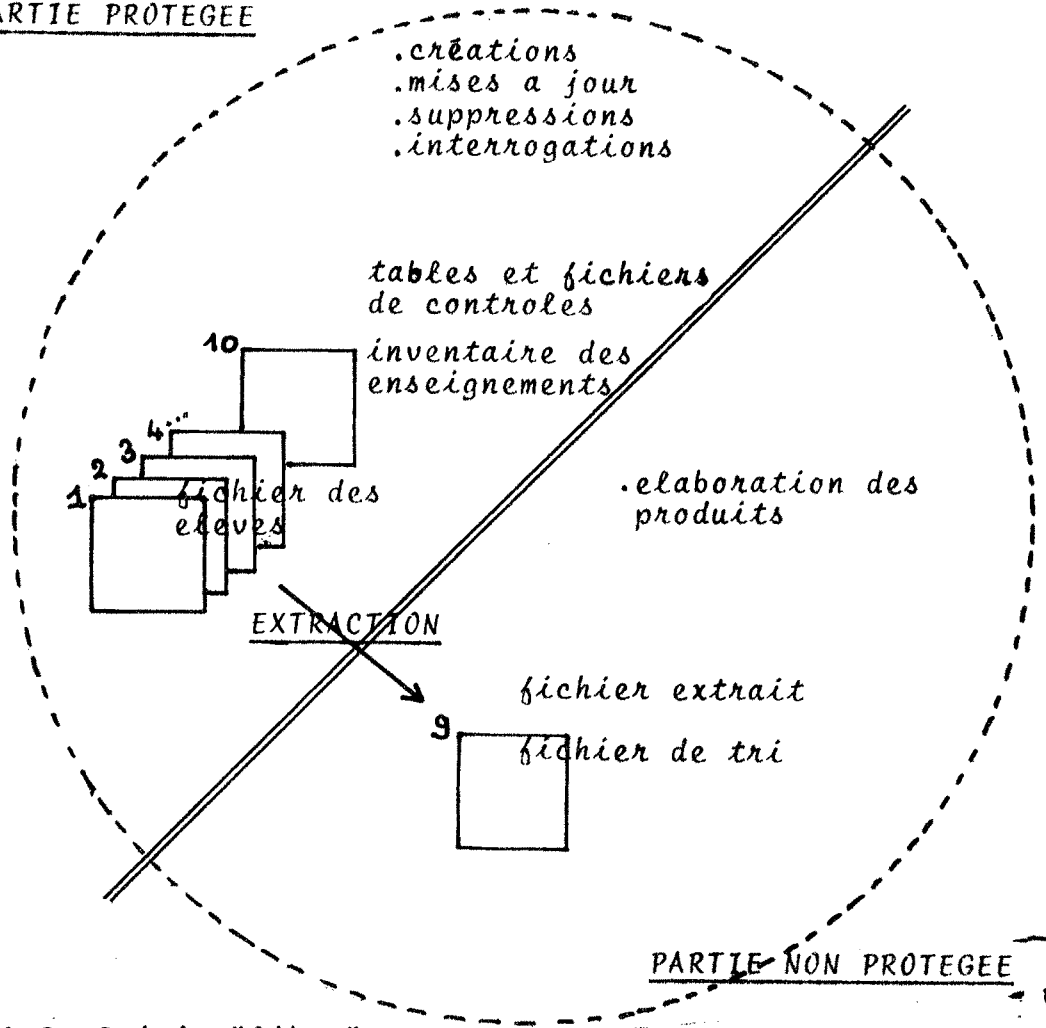 PARTIE PROTEGEE
.créations
.mises a jour
.suppressions
.interrogations
tables et fichiers
de controles
10
inventaire des
enseignements
4...
3
2
1
fichier des
eleves
.elaboration des
produits
EXTRACTION
fichier extrait
9
fichier de tri
PARTIE NON PROTEGEE